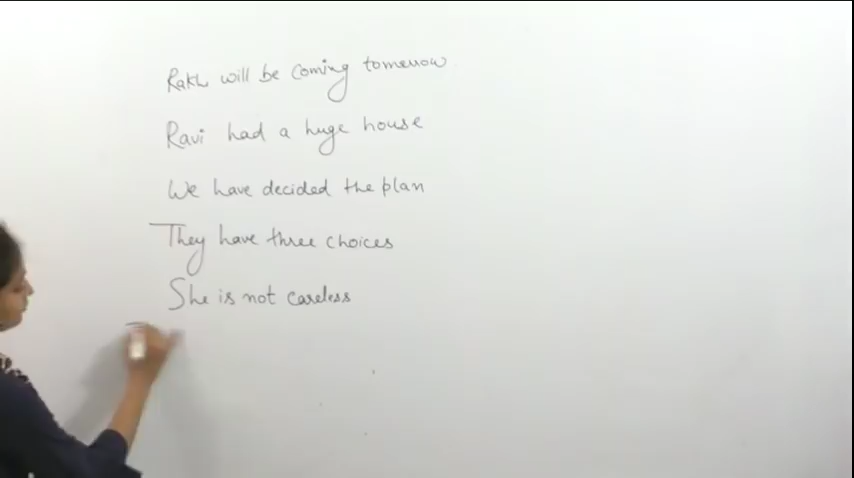 Rakh will be coming tomorrow
Ravi had a huge house
We have decided the plan
They have three choices
She is not careless